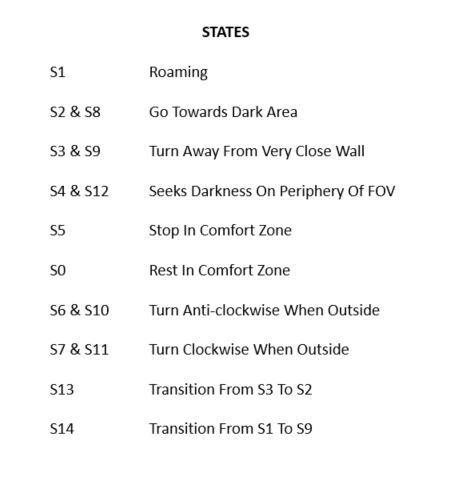 STATES
S1 Roaming
S2 & S8 Go Towards Dark Area
S3 & S9 Turn Away From Very Close Wall
S4 & S12 Seeks Darkness On Periphery Of FOV
S5 Stop In Comfort Zone
S0 Rest In Comfort Zone
S6 & S10 Turn Anti-clockwise When Outside
S7 & S11 Turn Clockwise When Outside
S13 Transition From S3 To S2
S14 Transition From S1 To S9